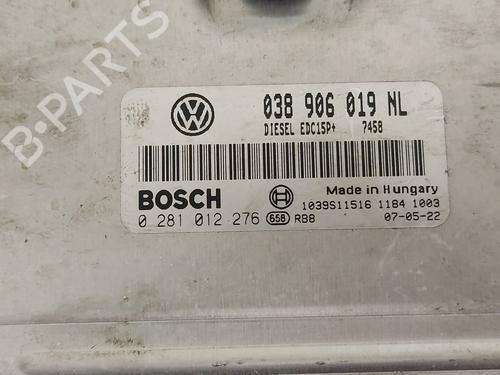 B-PARTS
038 906 019 NL
DIESEL EDC15P+ 7458
BOSCH
Made in Hungary
0 281 012 276 658 RB8
1039S11516 1184 1003
07-05-22